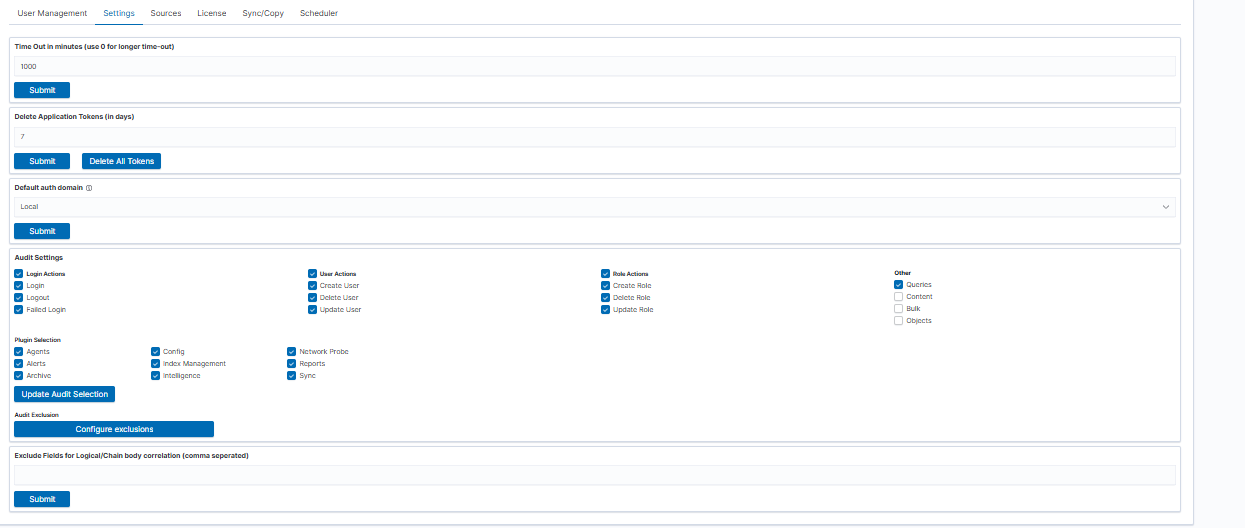 User Management Settings Sources License Sync/Copy Scheduler
Time Out in minutes (use 0 for longer time-out)
1000
Submit
Delete Application Tokens (in days)
7
Submit Delete All Tokens
Default auth domain
Local
Submit
Audit Settings
Login Actions User Actions Role Actions Other
Login Create User Create Role Queries
Logout Delete User Delete Role Content
Failed Login Update User Update Role Bulk
Objects
Plugin Selection
Agents Config Network Probe
Alerts Index Management Reports
Archive Intelligence Sync
Update Audit Selection
Audit Exclusion
Configure exclusions
Exclude Fields for Logical/Chain body correlation (comma seperated)
Submit